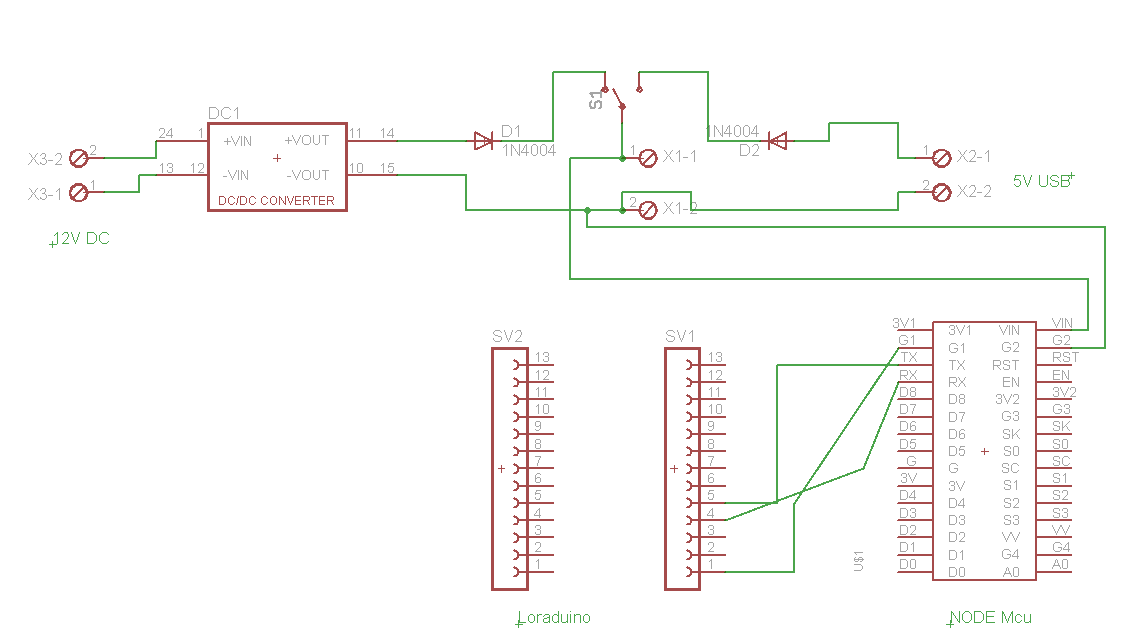 DC1
X3-2 2
24 1 +VIN +VOUT 11 14
X3-1 1
13 12 -VIN -VOUT 10 15
DC/DC CONVERTER
12V DC
D1
1N4004
S1
1 X1-1
2 X1-2
1N4004
D2
1 X2-1
2 X2-2
5V USB
SV2
13
12
11
10
9
8
7
6
5
4
3
2
1
Loraduino
SV1
13
12
11
10
9
8
7
6
5
4
3
2
1
3V1 3V1 VIN VIN
G1 G1 G2 G2
TX TX RST RST
RX RX EN EN
D8 D8 3V2 3V2
D7 D7 G3 G3
D6 D6 SK SK
D5 D5 S0 S0
G G SC SC
3V 3V S1 S1
D4 D4 S2 S2
D3 D3 S3 S3
D2 D2 VV VV
D1 D1 G4 G4
D0 D0 A0 A0
U$1
NODE Mcu